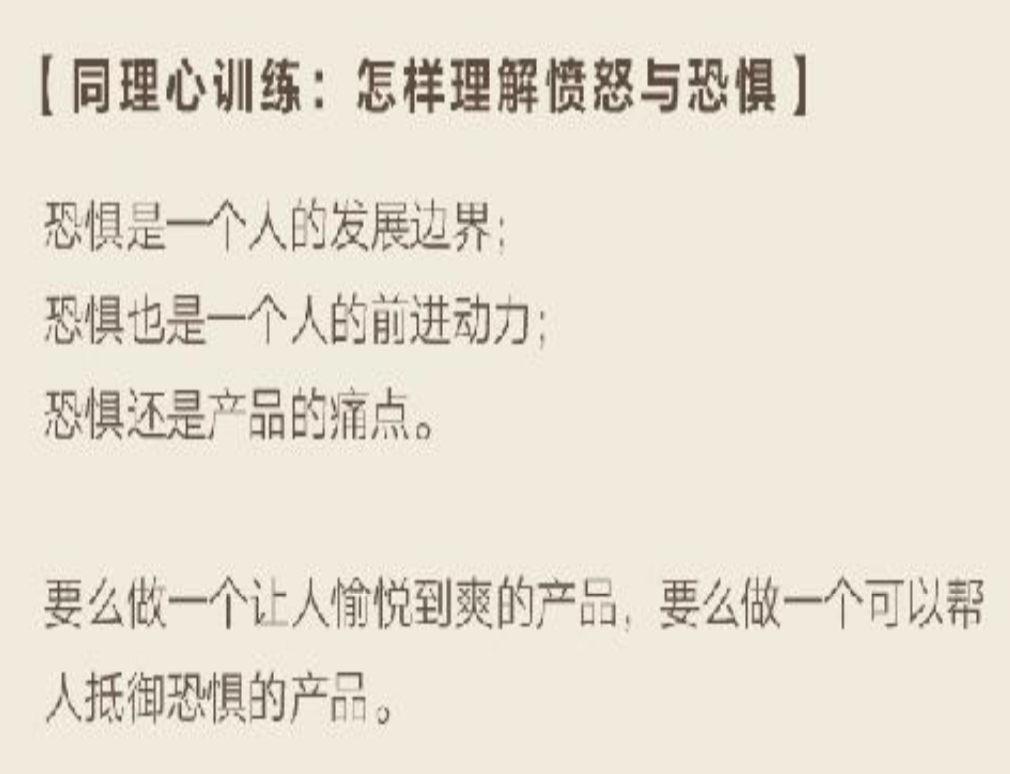 【 同理心训练：怎样理解愤怒与恐惧 】
恐惧是一个人的发展边界；
恐惧也是一个人的前进动力；
恐惧还是产品的痛点。
要么做一个让人愉悦到爽的产品，要么做一个可以帮
人抵御恐惧的产品。